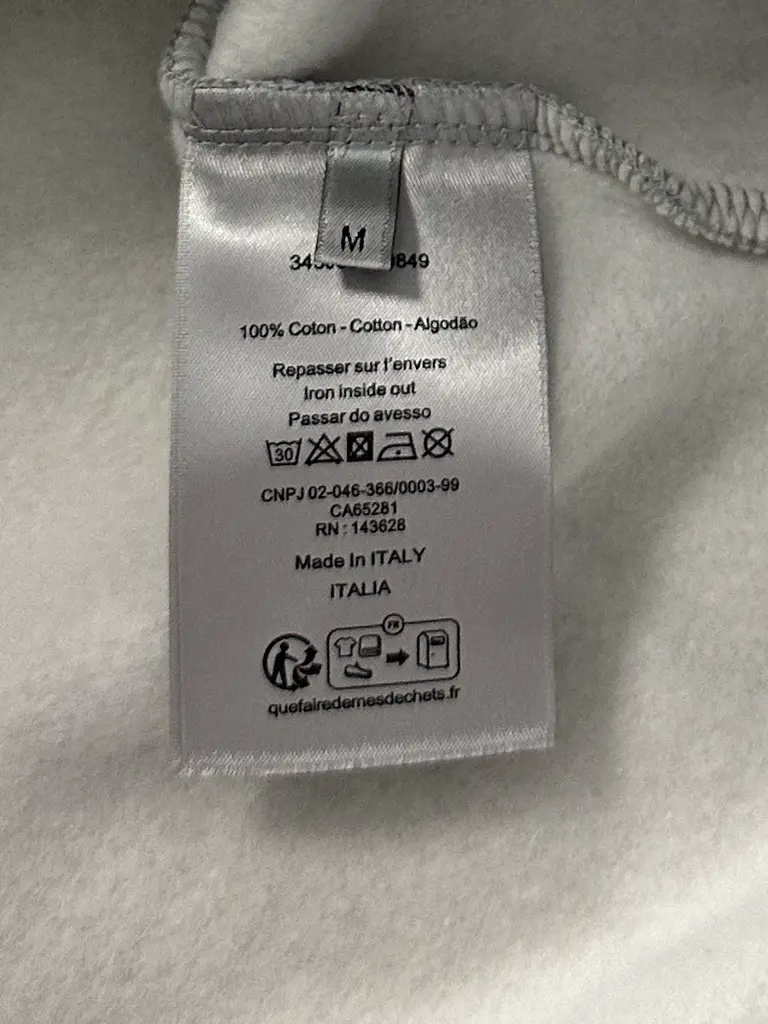 M
849
100% Coton - Cotton - Algodão
Repasser sur l'envers
Iron inside out
Passar do avesso
30
CNPJ 02-046-366/0003-99
CA65281
RN : 143628
Made In ITALY
ITALIA
FR
quefairedemesdechets.fr